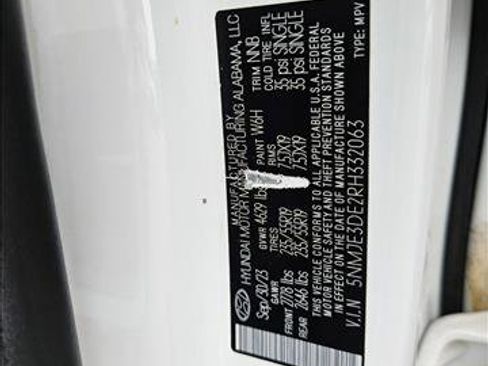 MANUFACTURED BY
HYUNDAI MOTOR MANUFACTURING ALABAMA, LLC
Sep/30/23 GVWR 4629 lbs PAINT W6H TRIM NNB
GAWR TIRES RIMS COLD TIRE INFL.
FRONT 2778 lbs 235/55R19 7.5JX19 35 psi SINGLE
REAR 2646 lbs 235/55R19 7.5JX19 35 psi SINGLE
THIS VEHICLE CONFORMS TO ALL APPLICABLE U.S.A. FEDERAL
MOTOR VEHICLE SAFETY AND THEFT PREVENTION STANDARDS
IN EFFECT ON THE DATE OF MANUFACTURE SHOWN ABOVE
V.I.N 5NMJE3DE2RH332063 TYPE: MPV